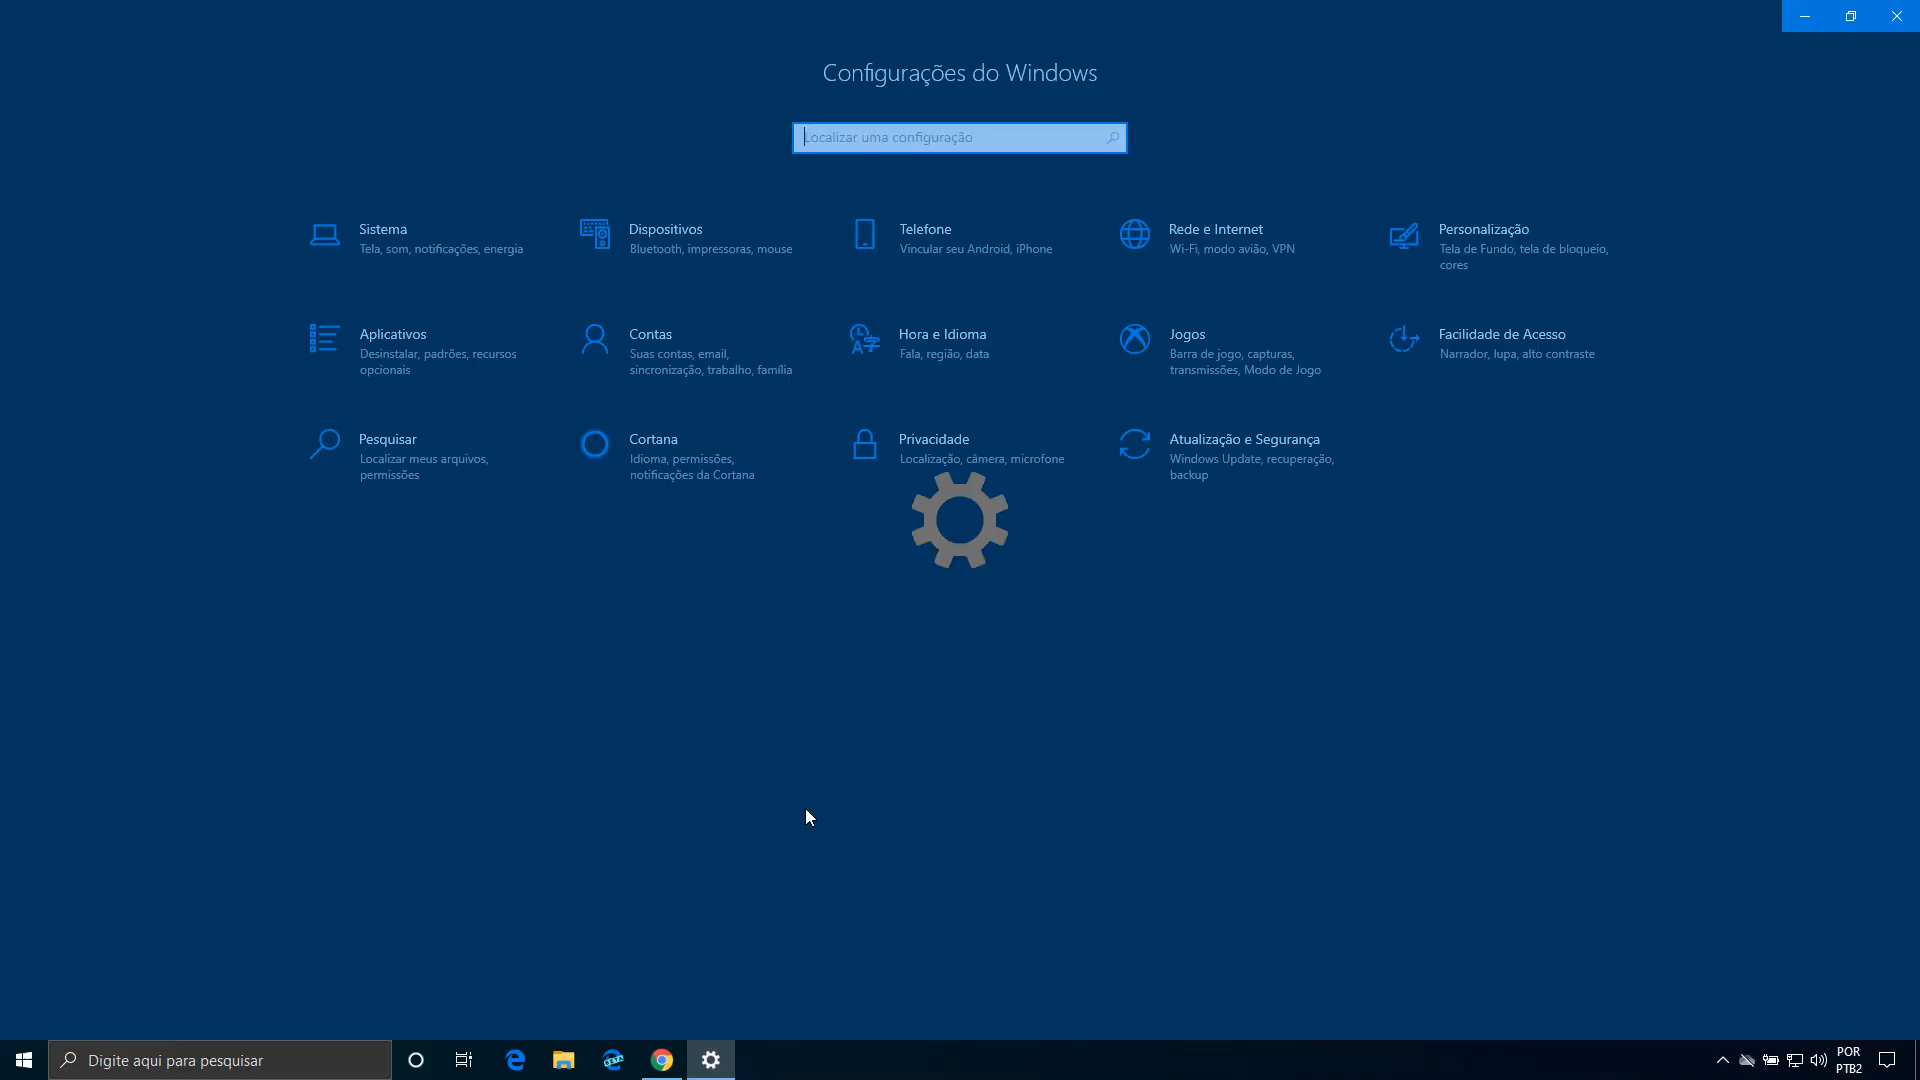 Configurações do Windows
Localizar uma configuração
Sistema
Tela, som, notificações, energia
Dispositivos
Bluetooth, impressoras, mouse
Telefone
Vincular seu Android, iPhone
Rede e Internet
Wi-Fi, modo avião, VPN
Personalização
Tela de Fundo, tela de bloqueio,
cores
Aplicativos
Desinstalar, padrões, recursos
opcionais
Contas
Suas contas, email,
sincronização, trabalho, família
Hora e Idioma
Fala, região, data
Jogos
Barra de jogo, capturas,
transmissões, Modo de Jogo
Facilidade de Acesso
Narrador, lupa, alto contraste
Pesquisar
Localizar meus arquivos,
permissões
Cortana
Idioma, permissões,
notificações da Cortana
Privacidade
Localização, câmera, microfone
Atualização e Segurança
Windows Update, recuperação,
backup
Digite aqui para pesquisar
BETA
POR
PTB2